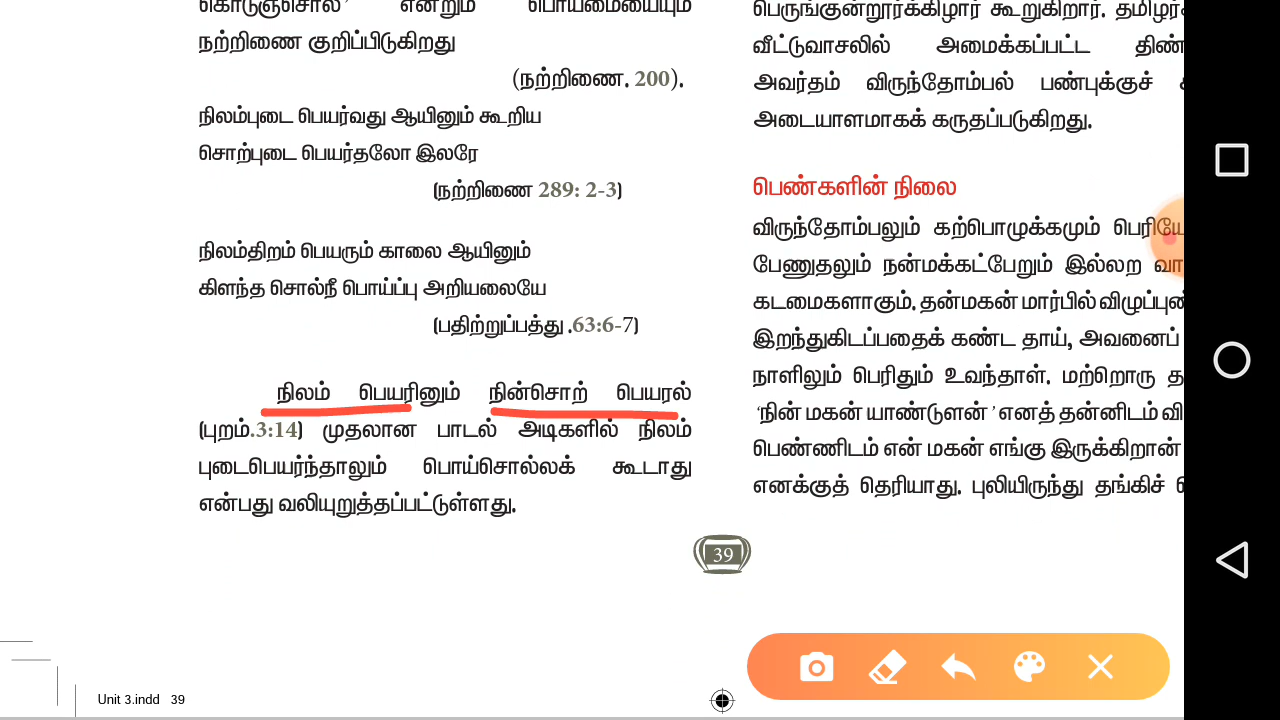 கொடுஞ்சொல்' என்றும் பொய்மையையும்
நற்றிணை குறிப்பிடுகிறது
(நற்றிணை. 200).
நிலம்புடை பெயர்வது ஆயினும் கூறிய
சொற்புடை பெயர்தலோ இலரே
(நற்றிணை 289: 2-3)
நிலம்திறம் பெயரும் காலை ஆயினும்
கிளந்த சொல்நீ பொய்ப்பு அறியலையே
(பதிற்றுப்பத்து .63:6-7)
நிலம் பெயரினும் நின்சொற் பெயரல்
(புறம்.3:14) முதலான பாடல் அடிகளில் நிலம்
புடைபெயர்ந்தாலும் பொய்சொல்லக் கூடாது
என்பது வலியுறுத்தப்பட்டுள்ளது.
பெருங்குன்றூர்க்கிழார் கூறுகிறார். தமிழர்
வீட்டுவாசலில் அமைக்கப்பட்ட திண்
அவர்தம் விருந்தோம்பல் பண்புக்குச்
அடையாளமாகக் கருதப்படுகிறது.
பெண்களின் நிலை
விருந்தோம்பலும் கற்பொழுக்கமும் பெரியே
பேணுதலும் நன்மக்கட்பேறும் இல்லற வா
கடமைகளாகும். தன்மகன் மார்பில் விழுப்புண்
இறந்துகிடப்பதைக் கண்ட தாய், அவனைப்
நாளிலும் பெரிதும் உவந்தாள். மற்றொரு த
'நின் மகன் யாண்டுளன் ' எனத் தன்னிடம் வி
பெண்ணிடம் என் மகன் எங்கு இருக்கிறான்
எனக்குத் தெரியாது. புலியிருந்து தங்கிச்
39
Unit 3.indd 39